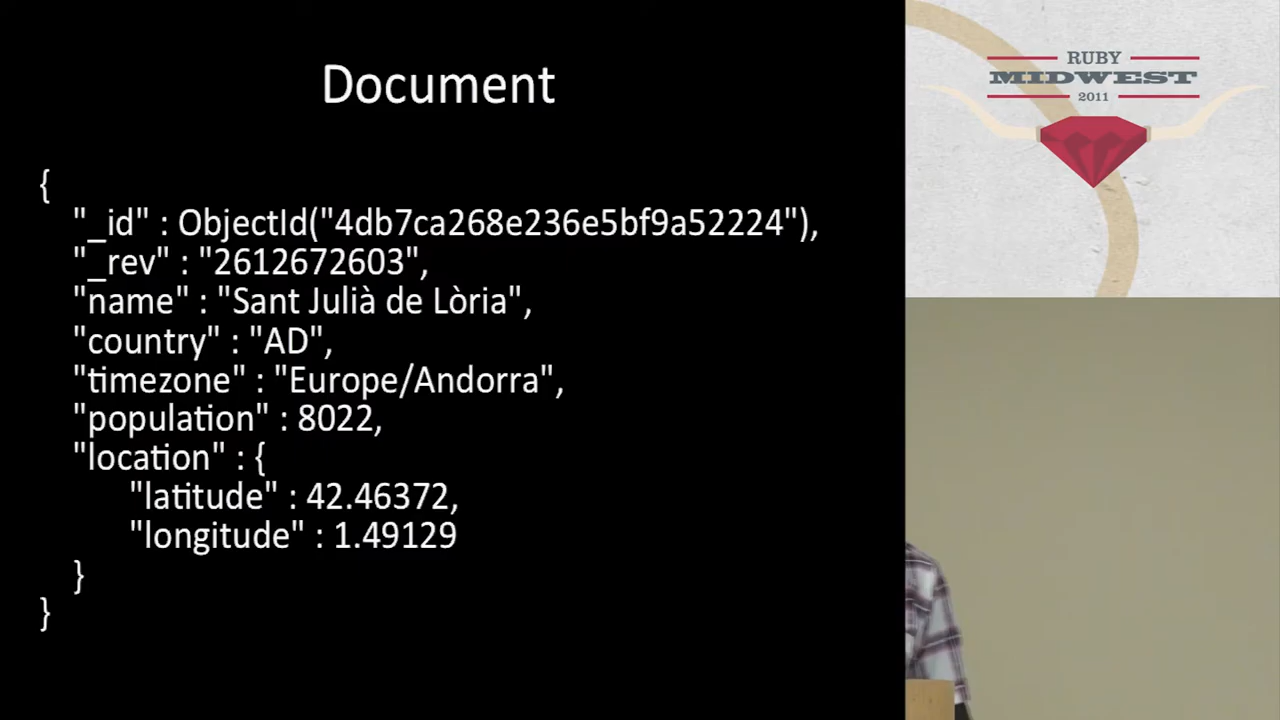 Document
{
"_id" : ObjectId("4db7ca268e236e5bf9a52224"),
"_rev" : "2612672603",
"name" : "Sant Julià de Lòria",
"country" : "AD",
"timezone" : "Europe/Andorra",
"population" : 8022,
"location" : {
"latitude" : 42.46372,
"longitude" : 1.49129
}
}
RUBY
MIDWEST
2011